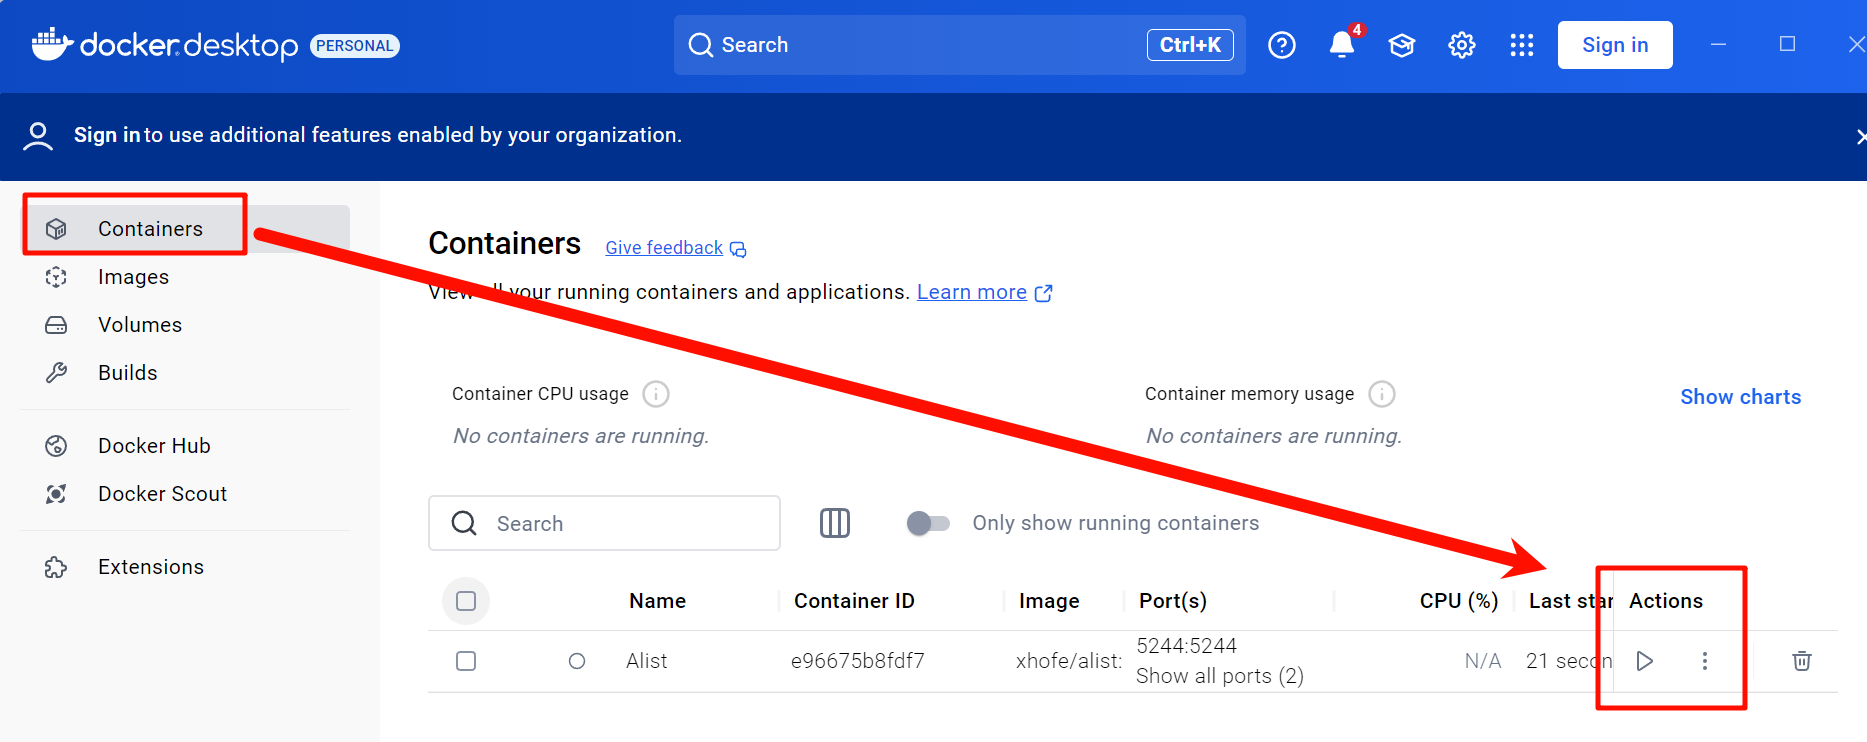 docker desktop PERSONAL
Search
Ctrl+K
4
Sign in
Sign in to use additional features enabled by your organization.
Containers
Images
Volumes
Builds
Docker Hub
Docker Scout
Extensions
Containers Give feedback
View all your running containers and applications. Learn more
Container CPU usage
No containers are running.
Container memory usage
No containers are running.
Show charts
Search
Only show running containers
Name Container ID Image Port(s) CPU (%) Last star Actions
Alist e96675b8fdf7 xhofe/alist: 5244:5244 N/A 21 secon
Show all ports (2)